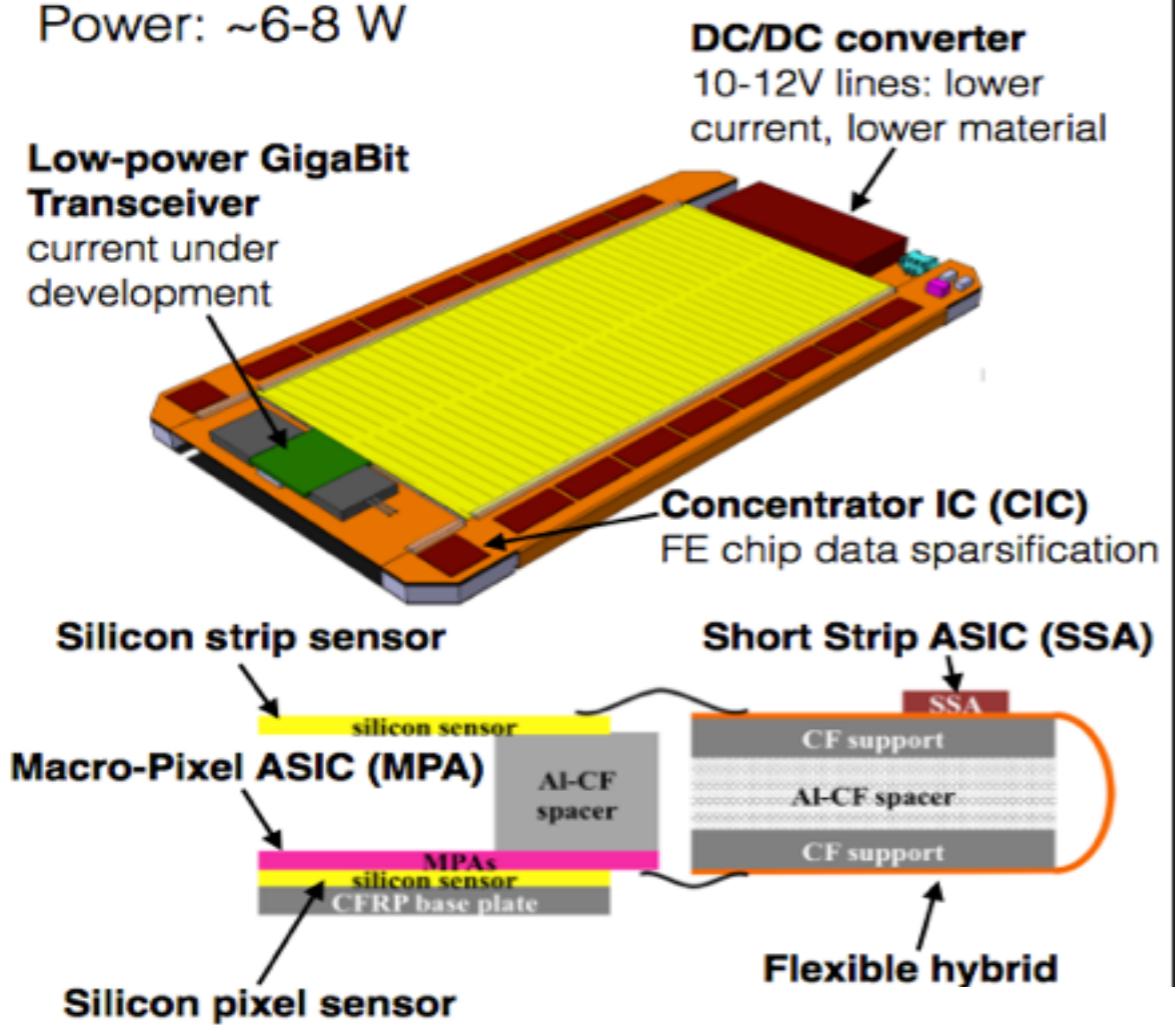 Power: ~6-8 W
DC/DC converter
10-12V lines: lower
current, lower material
Low-power GigaBit
Transceiver
current under
development
Concentrator IC (CIC)
FE chip data sparsification
Silicon strip sensor
Short Strip ASIC (SSA)
SSA
silicon sensor
CF support
Macro-Pixel ASIC (MPA)
Al-CF
spacer
Al-CF spacer
MPAs
CF support
silicon sensor
CFRP base plate
Flexible hybrid
Silicon pixel sensor